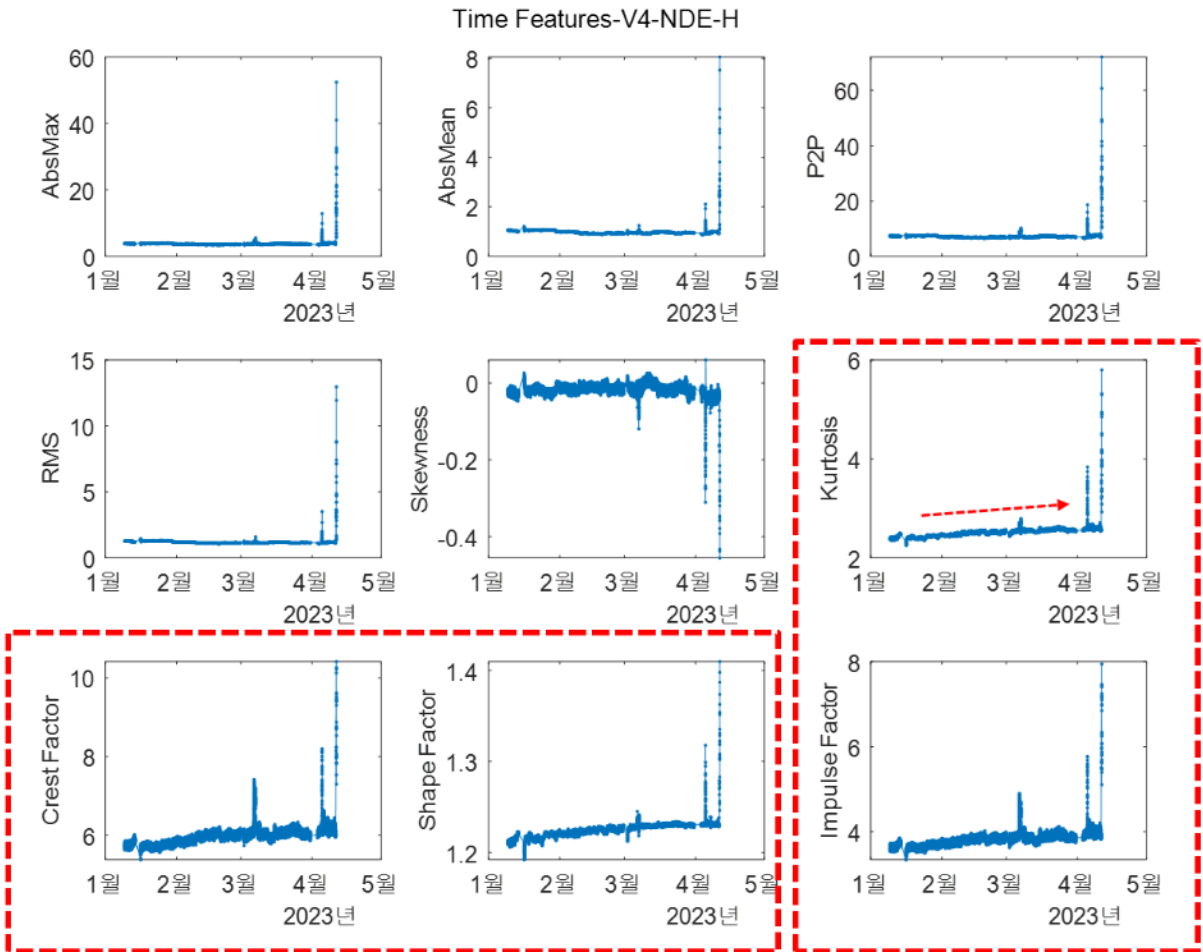 Time Features-V4-NDE-H
AbsMax
60
40
20
0
1월 2월 3월 4월 5월
2023년
AbsMean
8
6
4
2
0
1월 2월 3월 4월 5월
2023년
P2P
60
40
20
0
1월 2월 3월 4월 5월
2023년
RMS
15
10
5
0
1월 2월 3월 4월 5월
2023년
Skewness
0
-0.2
-0.4
1월 2월 3월 4월 5월
2023년
Kurtosis
6
4
2
1월 2월 3월 4월 5월
2023년
Crest Factor
10
8
6
1월 2월 3월 4월 5월
2023년
Shape Factor
1.4
1.3
1.2
1월 2월 3월 4월 5월
2023년
Impulse Factor
8
6
4
1월 2월 3월 4월 5월
2023년